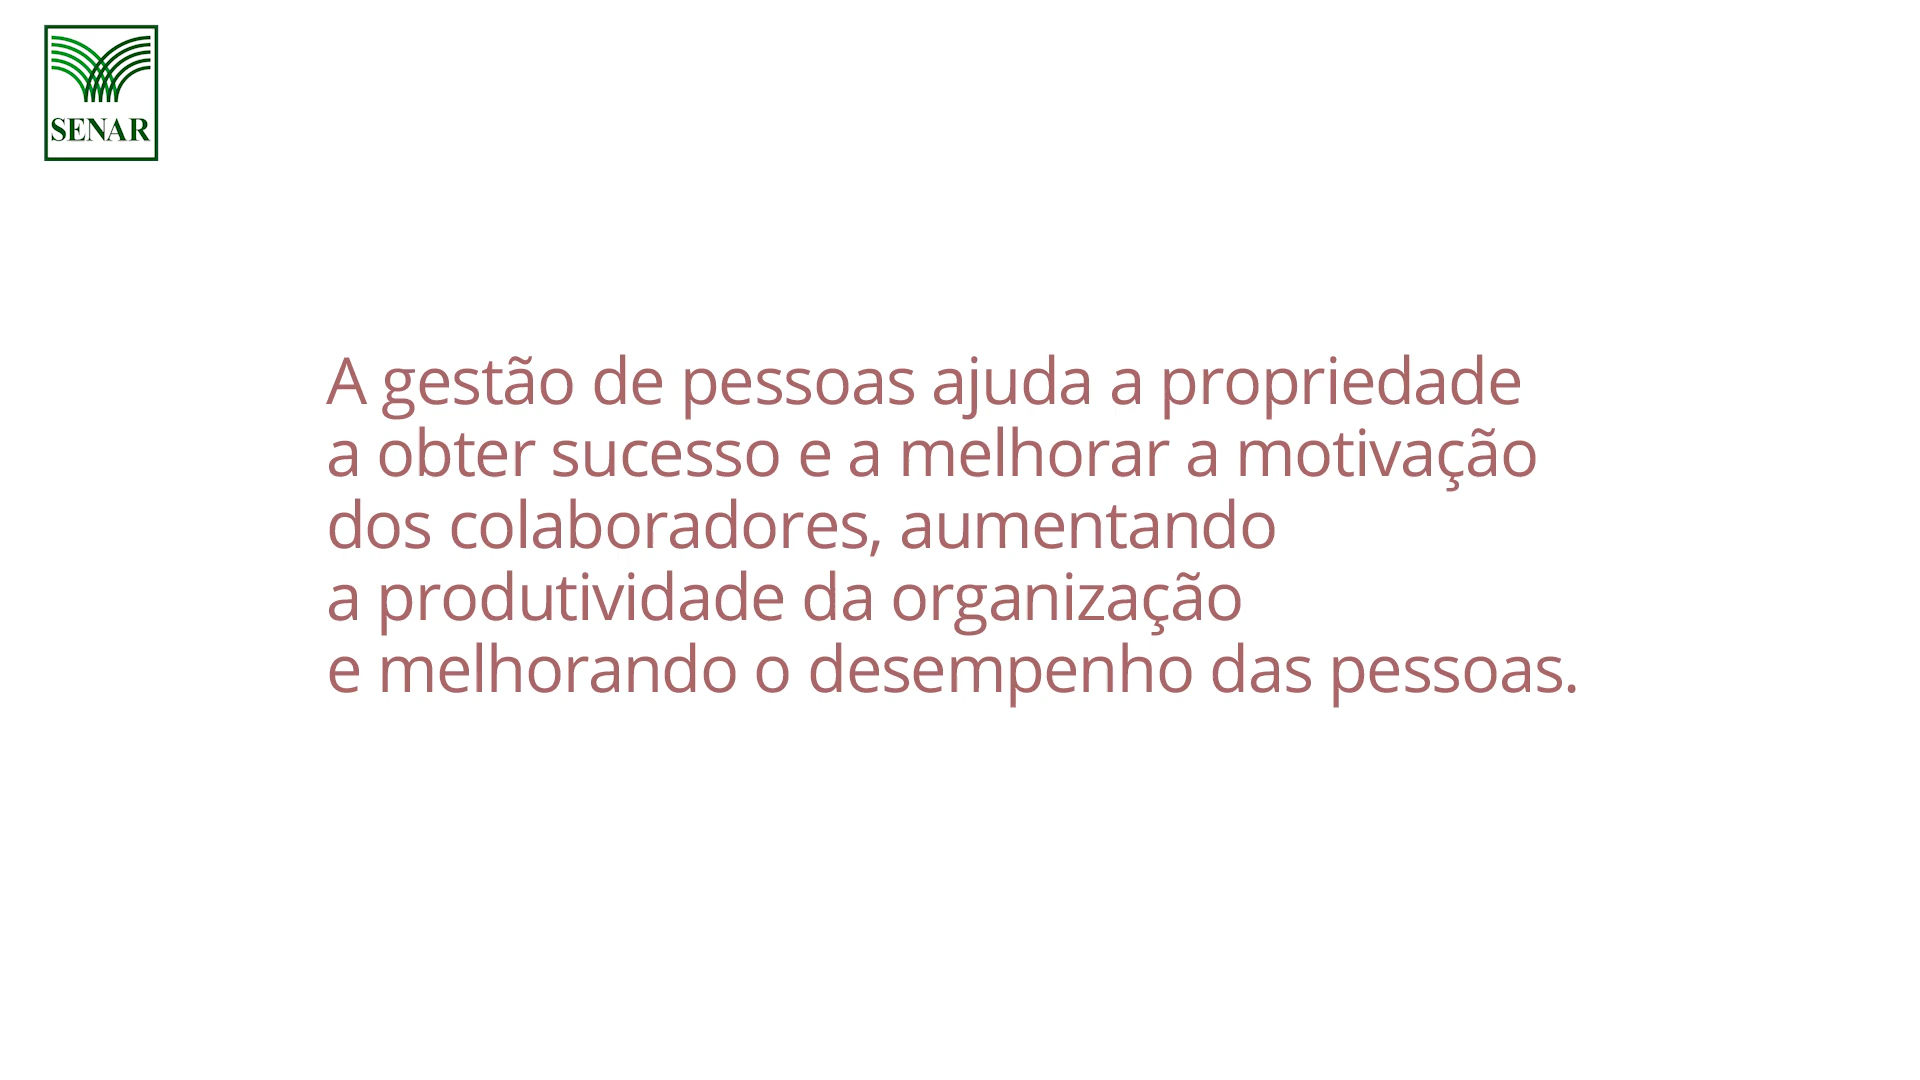 SENAR
A gestão de pessoas ajuda a propriedade
a obter sucesso e a melhorar a motivação
dos colaboradores, aumentando
a produtividade da organização
e melhorando o desempenho das pessoas.